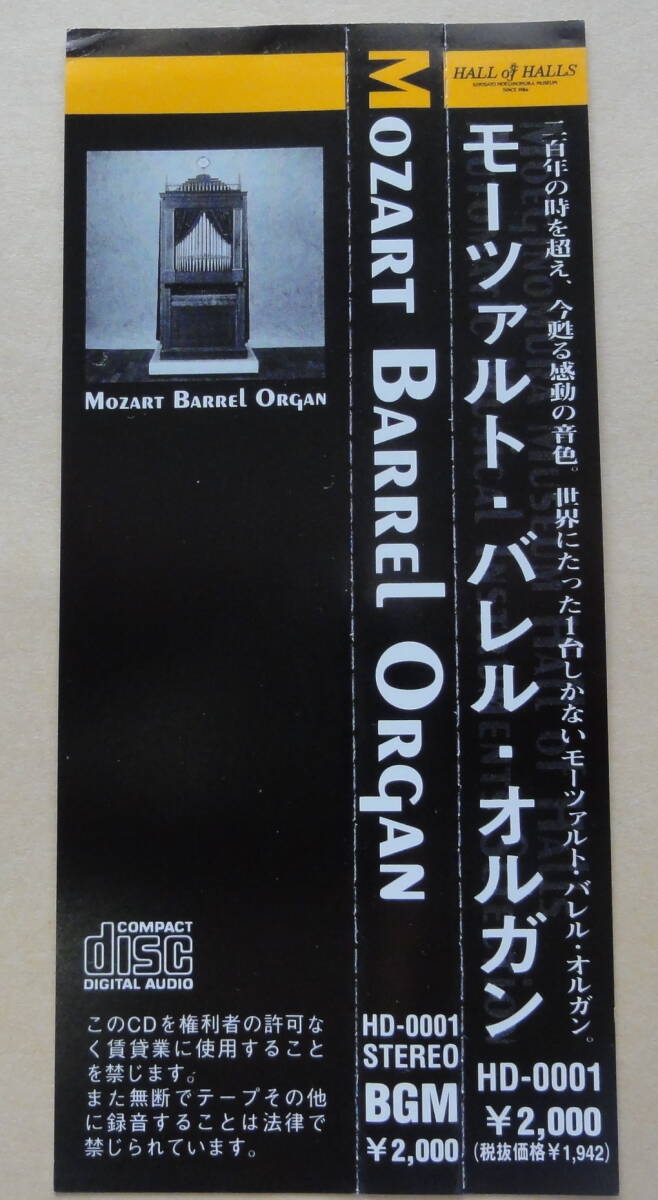 HALL of HALLS
KIYOSATO MOEGINOMURA MUSEUM
SINCE 1984
二百年の時を超え、今甦る感動の音色。世界にたった1台しかないモーツァルト・バレル・オルガン。
モーツァルト・バレル・オルガン
HD-0001
¥2,000
(税抜価格¥1,942)
MOZART BARREL ORGAN
HD-0001
STEREO
BGM
¥2,000
MOZART BARREL ORGAN
COMPACT
disc
DIGITAL AUDIO
このCDを権利者の許可な
く賃貸業に使用すること
を禁じます。
また無断でテープその他
に録音することは法律で
禁じられています。